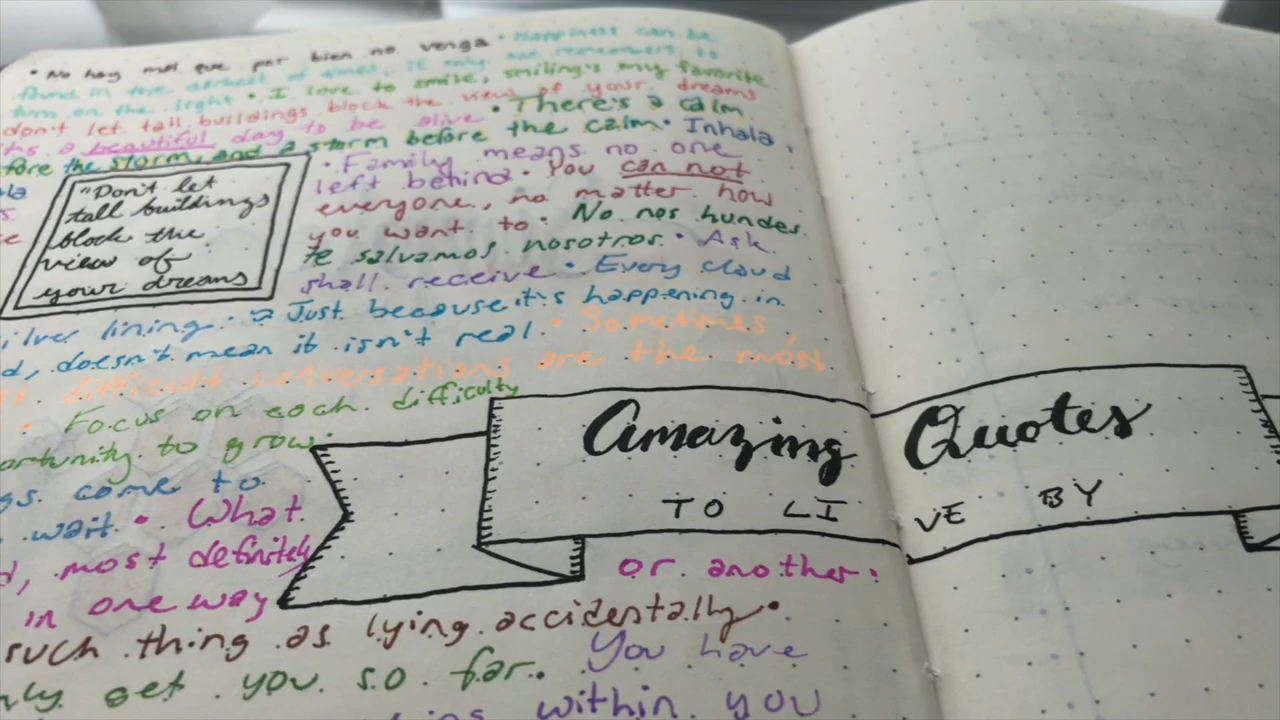 • No hay mal que por bien no venga • Happiness can be
found in the darkest of times, if only one remembers to
turn on the light • I love to smile, smiling's my favorite
don't let tall buildings block the view of your dreams
a beautiful day to be alive • There's a calm
fore the storm, and a storm before the calm • Inhala,
• Family means no one
left behind • You can not
everyone, no matter how
you want to • No nos hundes
te salvamos nosotros • Ask
shall receive • Every cloud
"Don't let
tall buildings
block the
view of
your dreams
ilver lining • Just because it's happening in
d, doesn't mean it isn't real • Sometimes
difficult conversations are the most
• Focus on each difficulty
ortunity to grow •
gs come to
wait • What
d, most definitely
in one way
Amazing Quotes
TO LIVE BY
or another •
such thing as lying accidentally •
nly get you so far. You have
within you